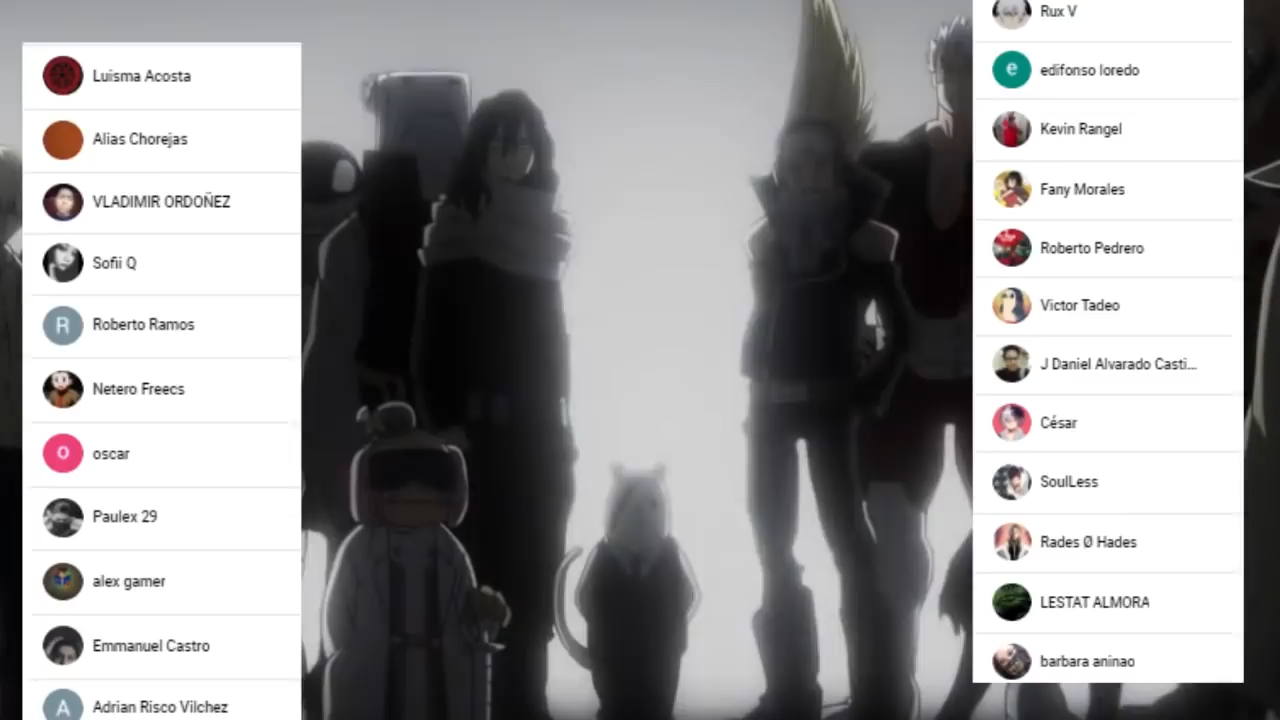 Luisma Acosta
Alias Chorejas
VLADIMIR ORDOÑEZ
Sofii Q
R
Roberto Ramos
Netero Freecs
o
oscar
Paulex 29
alex gamer
Emmanuel Castro
A
Adrian Risco Vilchez
Rux V
e
edifonso loredo
Kevin Rangel
Fany Morales
Roberto Pedrero
Victor Tadeo
J Daniel Alvarado Casti...
César
SoulLess
Rades Ø Hades
LESTAT ALMORA
barbara aninao